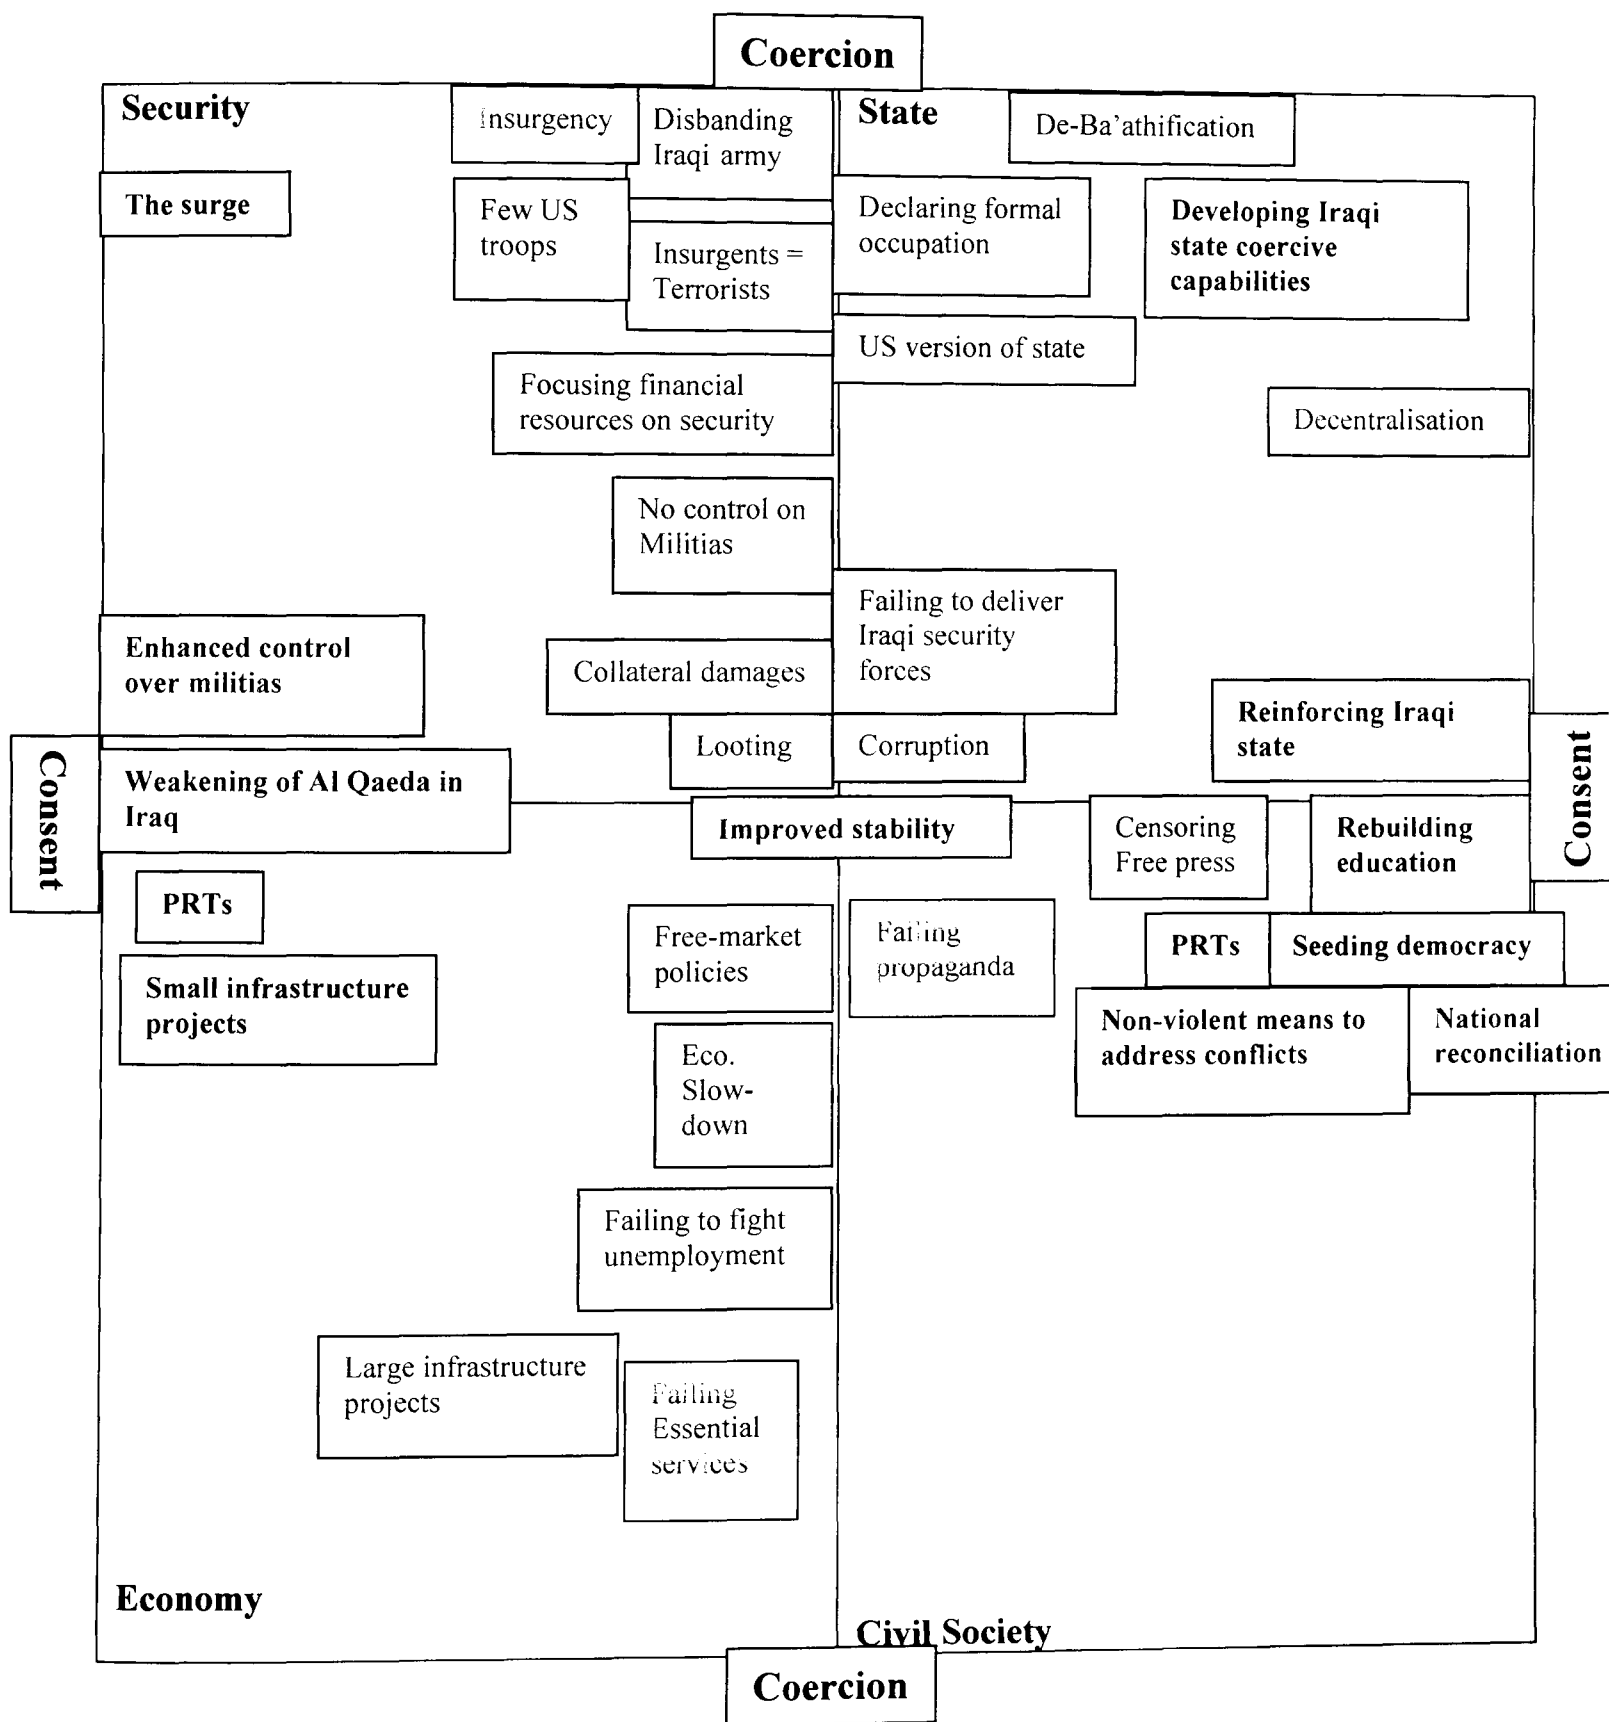 Coercion
Security
Insurgency
Disbanding
Iraqi army
State
De-Ba'athification
The surge
Few US
troops
Insurgents =
Terrorists
Declaring formal
occupation
Developing Iraqi
state coercive
capabilities
US version of state
Focusing financial
resources on security
Decentralisation
No control on
Militias
Failing to deliver
Iraqi security
forces
Enhanced control
over militias
Collateral damages
Reinforcing Iraqi
state
Looting
Corruption
Consent
Weakening of Al Qaeda in
Iraq
Improved stability
Censoring
Free press
Rebuilding
education
Consent
PRTs
Free-market
policies
Failing
propaganda
PRTs
Seeding democracy
Small infrastructure
projects
Non-violent means to
address conflicts
National
reconciliation
Eco.
Slow-
down
Failing to fight
unemployment
Large infrastructure
projects
Failing
Essential
services
Economy
Civil Society
Coercion